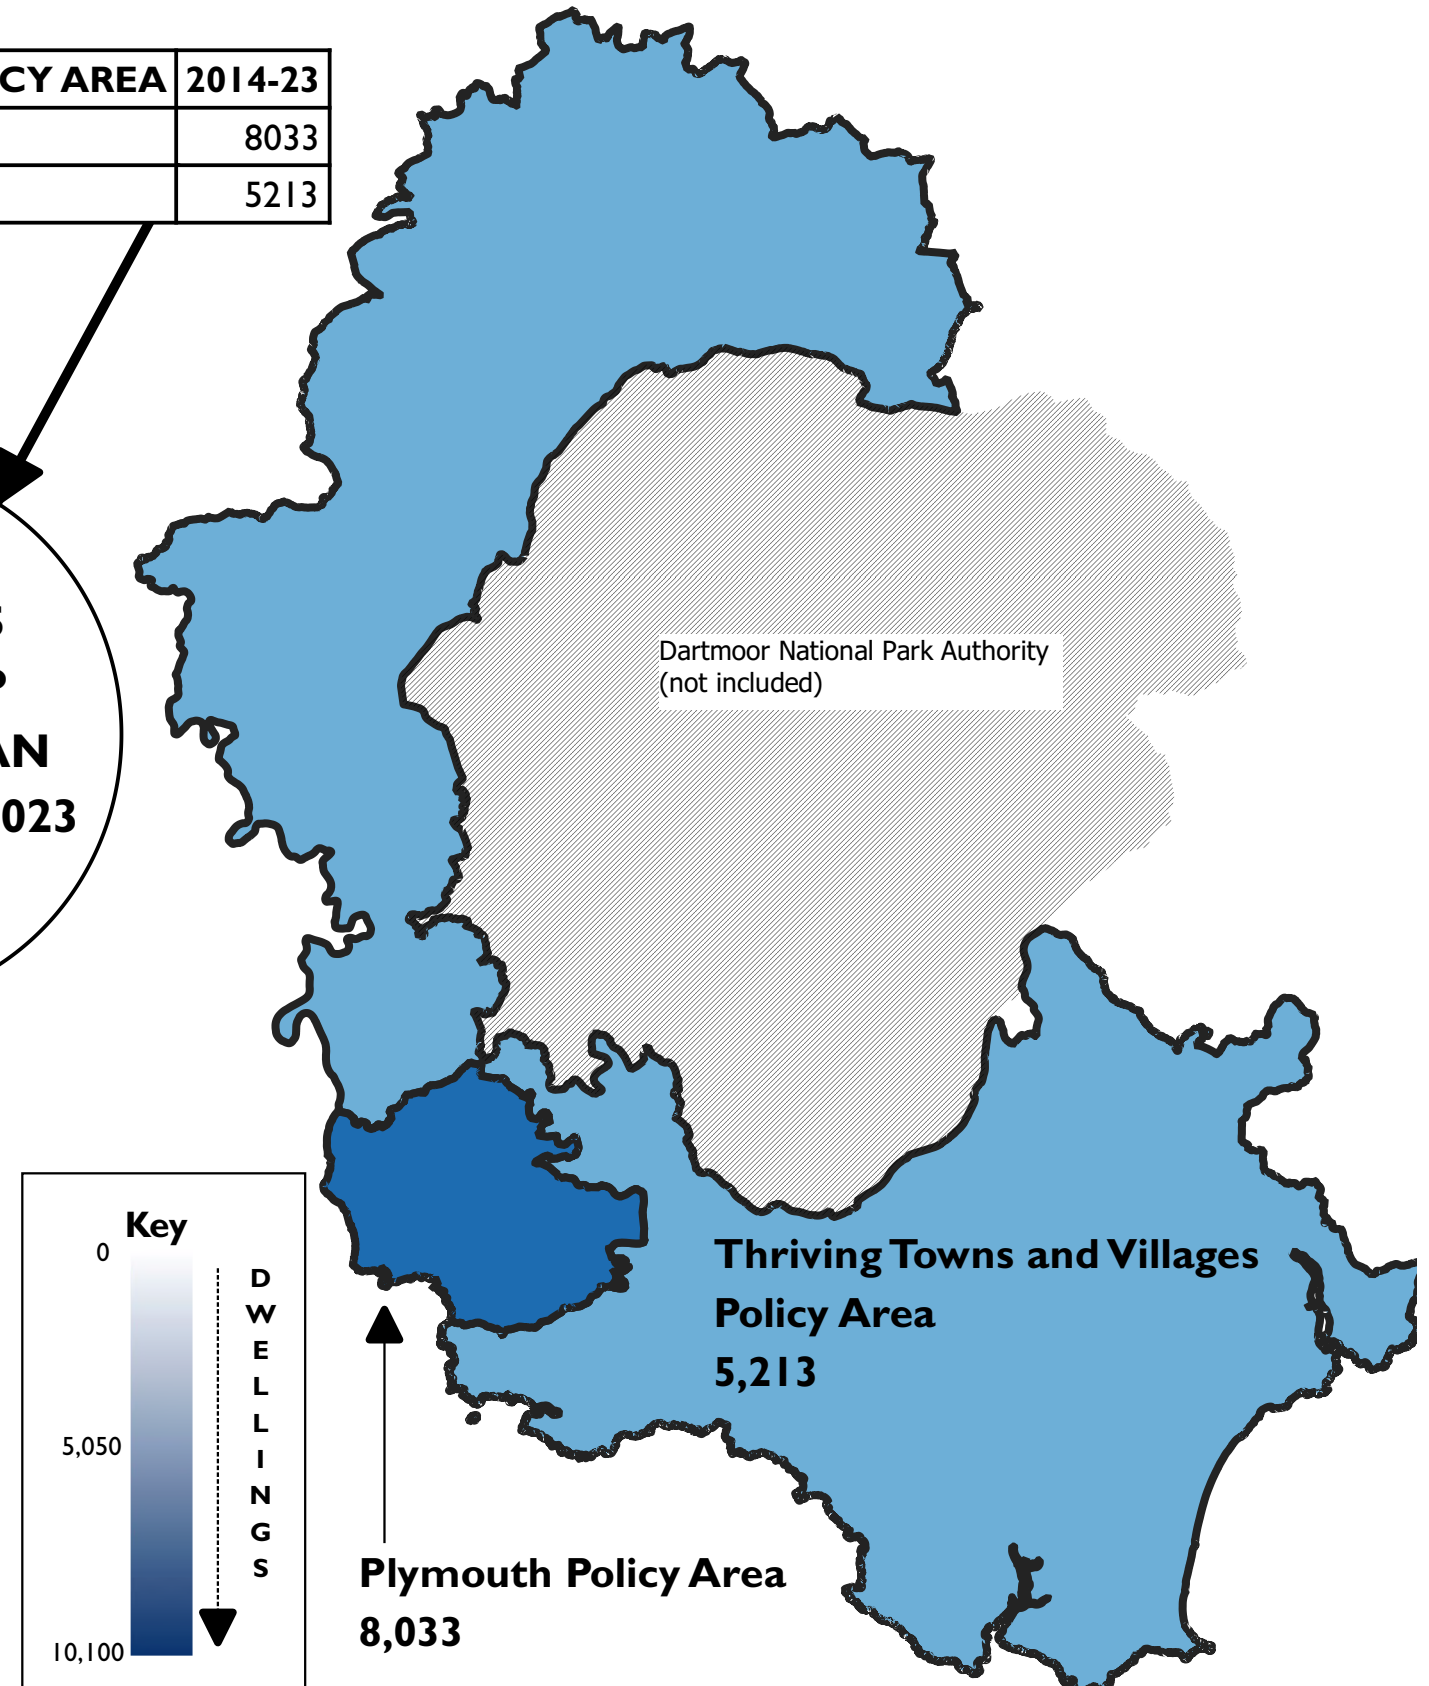 CY AREA 2014-23
8033
5213
AN
023
Dartmoor National Park Authority
(not included)
Thriving Towns and Villages
Policy Area
5,213
Plymouth Policy Area
8,033
Key
0
5,050
10,100
D
W
E
L
L
I
N
G
S